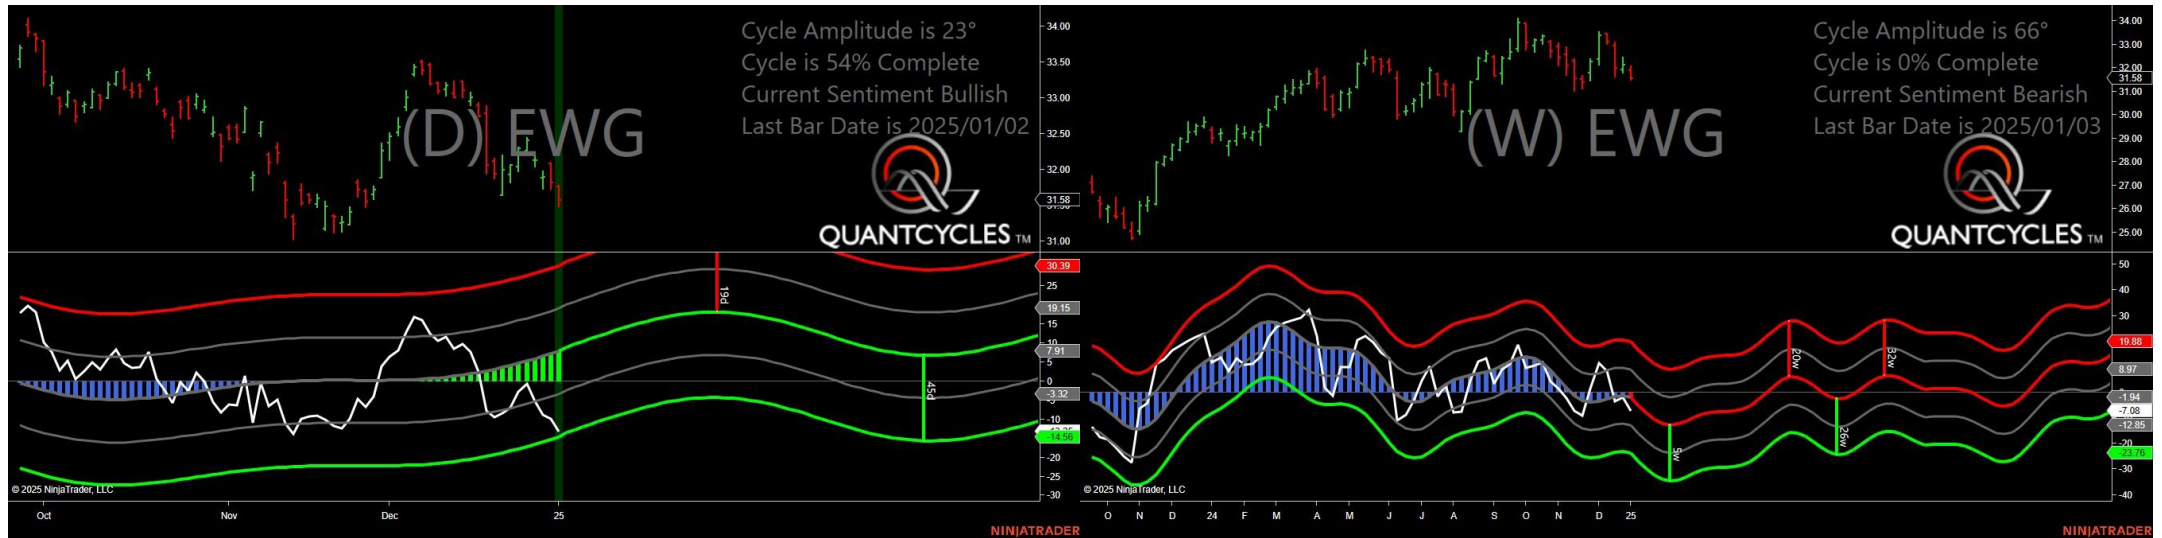 Cycle Amplitude is 23°
Cycle is 54% Complete
Current Sentiment Bullish
Last Bar Date is 2025/01/02
(D) EWG
QUANTCYCLES TM
34.00
33.50
33.00
32.50
32.00
31.58
31.00
30.39
25
19.15
15
10
7.91
5
0
-3.32
-10
-14.56
-20
-25
-30
19d
45d
© 2025 NinjaTrader, LLC
Oct Nov Dec 25
NINJATRADER
Cycle Amplitude is 66°
Cycle is 0% Complete
Current Sentiment Bearish
Last Bar Date is 2025/01/03
(W) EWG
QUANTCYCLES TM
34.00
33.00
32.00
31.58
31.00
30.00
29.00
28.00
27.00
26.00
25.00
50
40
30
19.88
8.97
-1.94
-7.08
-12.85
-20
-23.76
-30
-40
5w
20w
26w
32w
© 2025 NinjaTrader, LLC
O N D 24 F M A M J J A S O N D 25
NINJATRADER